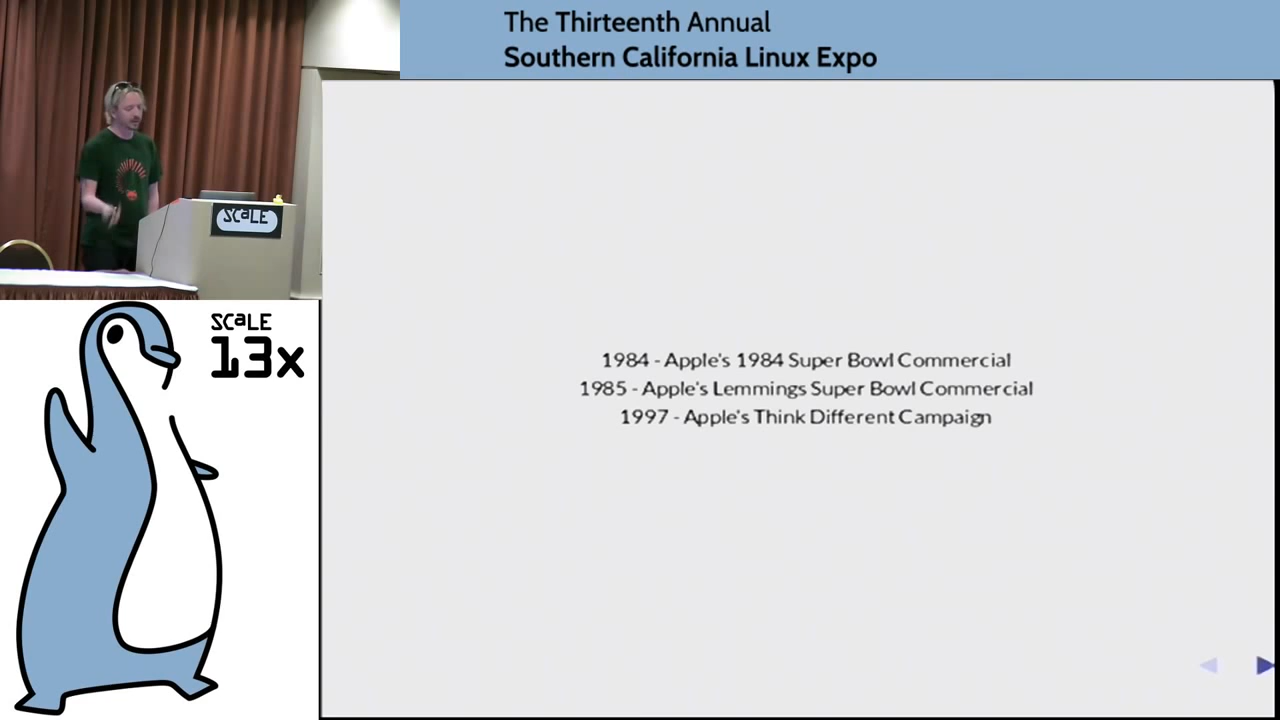 The Thirteenth Annual
Southern California Linux Expo
SCaLE
SCaLE
13x
1984 - Apple's 1984 Super Bowl Commercial
1985 - Apple's Lemmings Super Bowl Commercial
1997 - Apple's Think Different Campaign